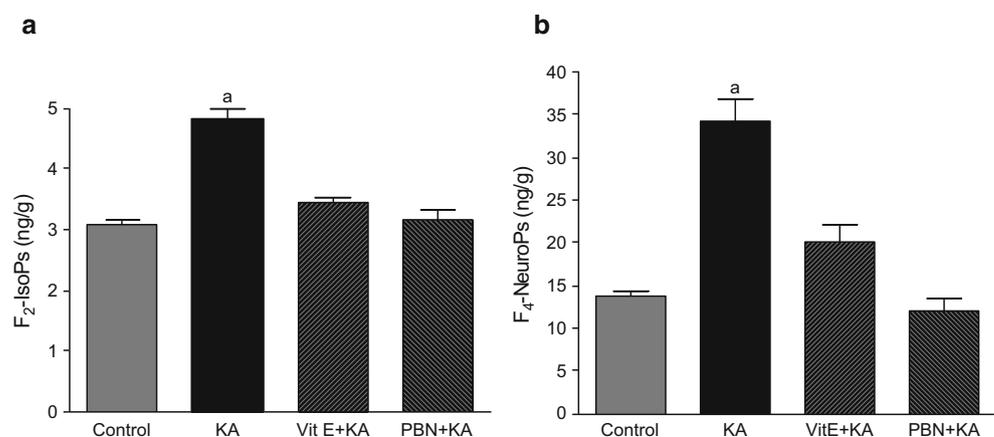 a
5
4
3
2
1
0
F2-IsoPs (ng/g)
a
Control KA Vit E+KA PBN+KA
b
40
35
30
25
20
15
10
5
0
F4-NeuroPs (ng/g)
a
Control KA VitE+KA PBN+KA